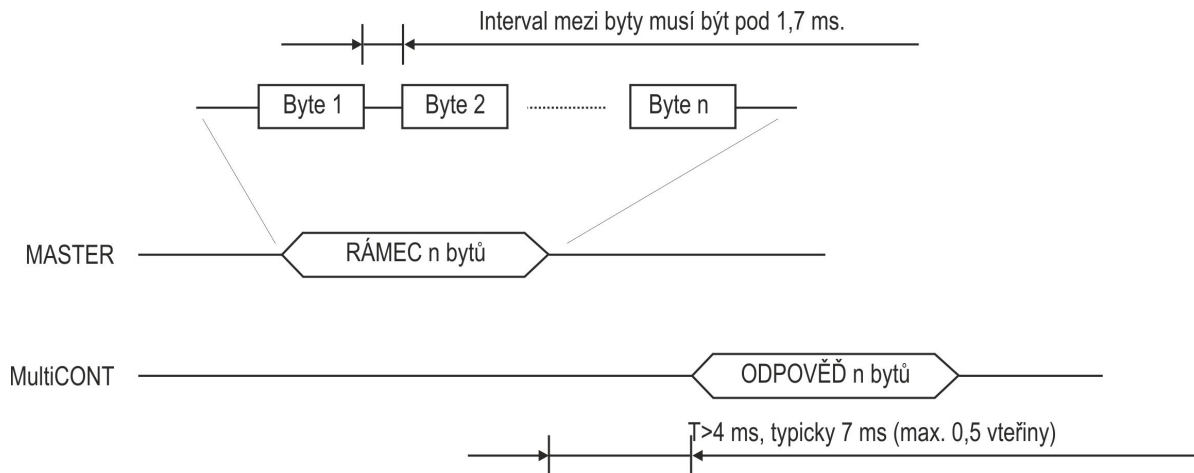 Interval mezi byty musí být pod 1,7 ms.
Byte 1
Byte 2
Byte n
MASTER
RÁMEC n bytů
MultiCONT
ODPOVĚĎ n bytů
T>4 ms, typicky 7 ms (max. 0,5 vteřiny)